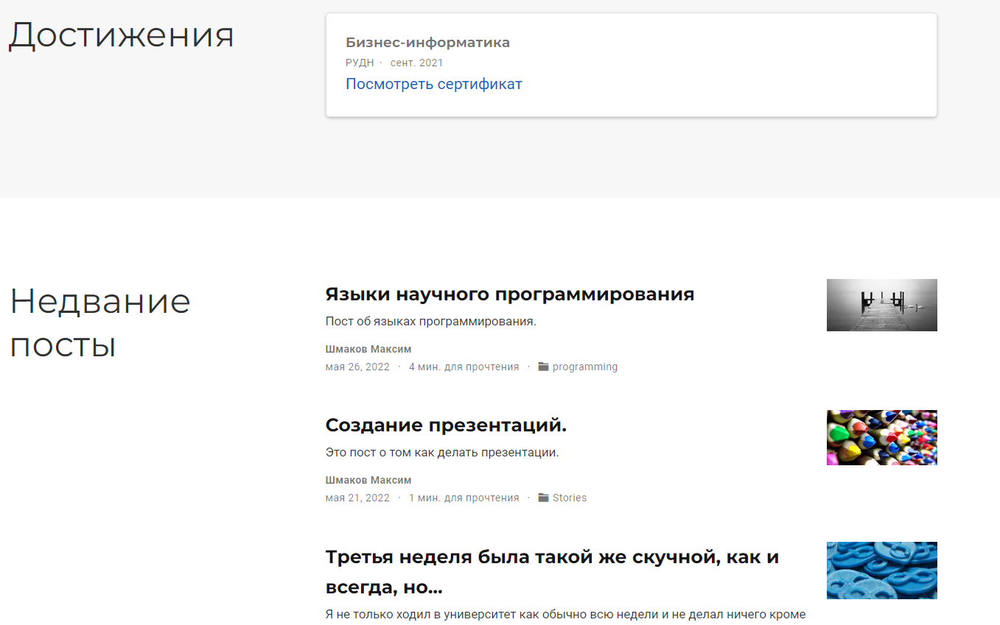 Достижения
Бизнес-информатика
РУДН · сент. 2021
Посмотреть сертификат
Недвание
посты
Языки научного программирования
Пост об языках программирования.
Шмаков Максим
мая 26, 2022 · 4 мин. для прочтения · programming
Создание презентаций.
Это пост о том как делать презентации.
Шмаков Максим
мая 21, 2022 · 1 мин. для прочтения · Stories
Третья неделя была такой же скучной, как и
всегда, но...
Я не только ходил в университет как обычно всю недели и не делал ничего кроме